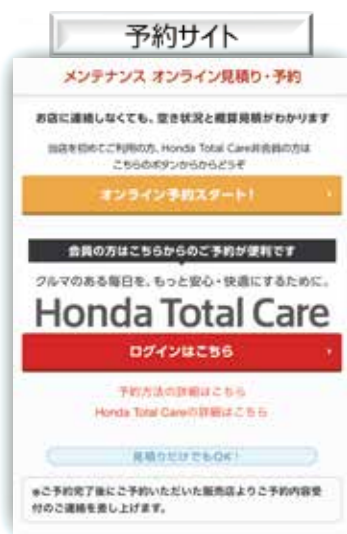 予約サイト
メンテナンス オンライン見積り・予約
お店に連絡しなくても、空き状況と概算見積がわかります
当店を初めてご利用の方、Honda Total Care非会員の方は
こちらのボタンからからどうぞ
オンライン予約スタート!
会員の方はこちらからのご予約が便利です
クルマのある毎日を、もっと安心・快適にするために。
Honda Total Care
ログインはこちら
予約方法の詳細はこちら
Honda Total Careの詳細はこちら
見積りだけでもOK!
※ご予約完了後にご予約いただいた販売店よりご予約内容受
付のご連絡を差し上げます。